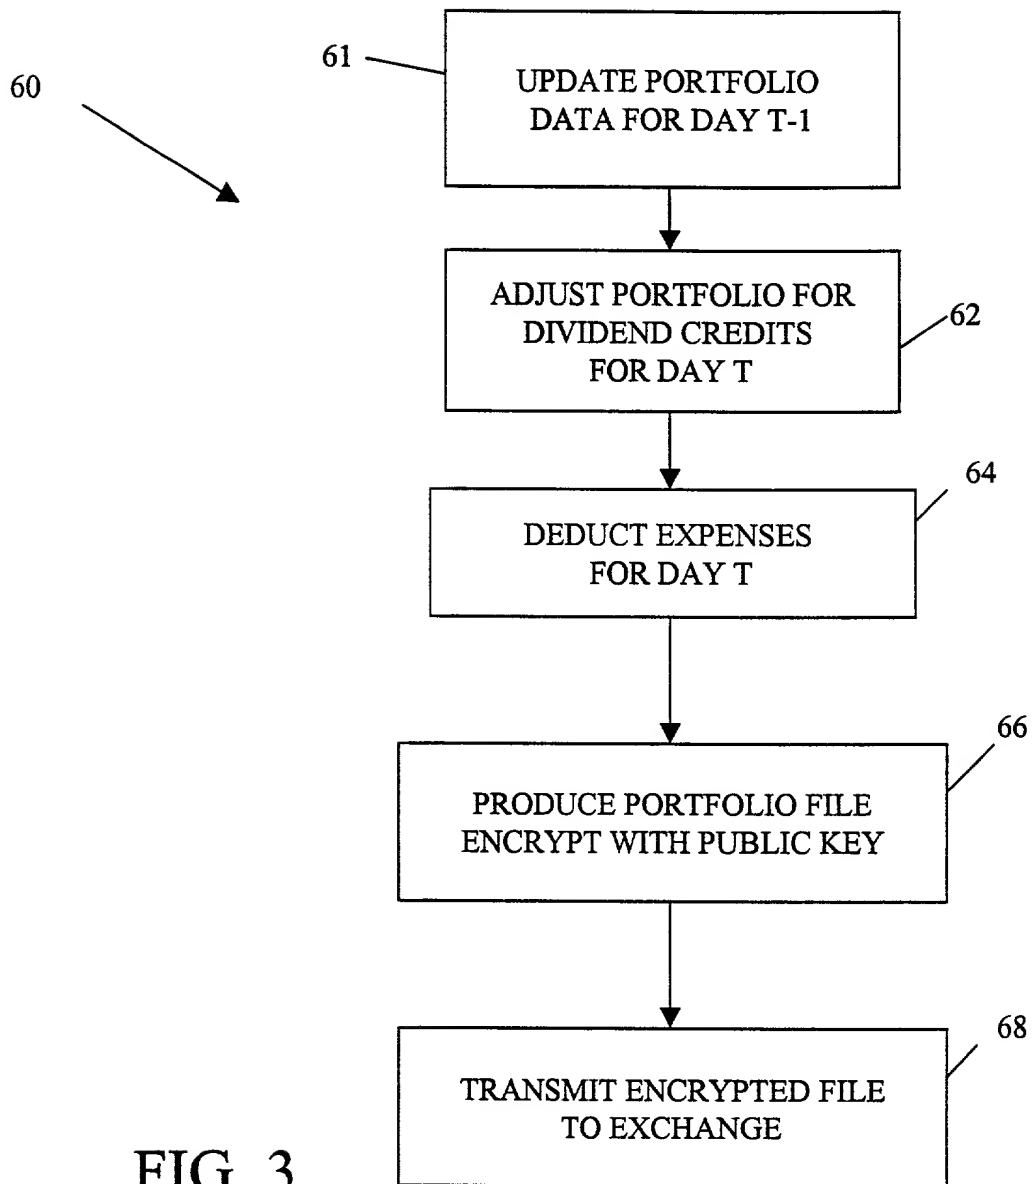 60
61
UPDATE PORTFOLIO
DATA FOR DAY T-1
ADJUST PORTFOLIO FOR
DIVIDEND CREDITS
FOR DAY T
62
64
DEDUCT EXPENSES
FOR DAY T
66
PRODUCE PORTFOLIO FILE
ENCRYPT WITH PUBLIC KEY
68
TRANSMIT ENCRYPTED FILE
TO EXCHANGE
FIG. 3